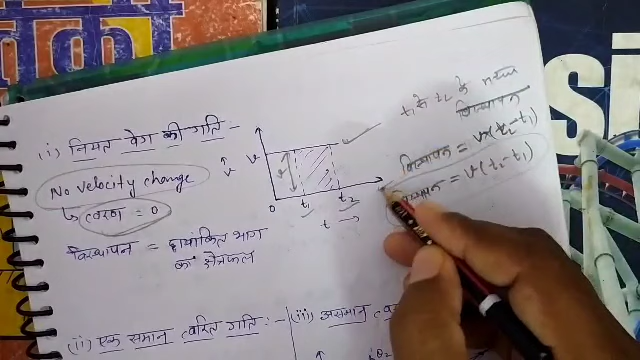 अंक
(i) नियत वेग की गति -
No velocity change
↳ त्वरण = 0
विस्थापन = छायांकित भाग
का क्षेत्रफल
v
v
v
0
t₁
t₂
t →
t₁ से t₂ के मध्य
विस्थापन
विस्थापन = v×(t₂-t₁)
= v(t₂-t₁)
(ii) एक समान त्वरित गति :-
(iii) असमान